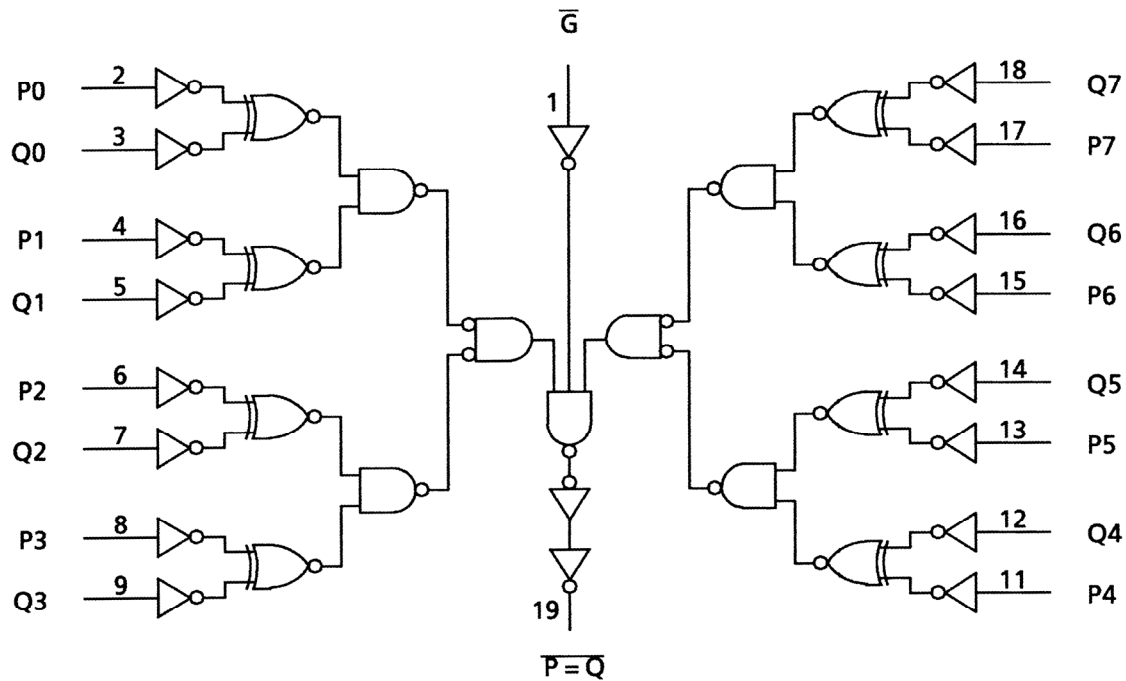 G̅
P0 2
18 Q7
1
Q0 3
17 P7
P1 4
16 Q6
Q1 5
15 P6
P2 6
14 Q5
Q2 7
13 P5
P3 8
12 Q4
Q3 9
11 P4
19
P̅ ̅=̅ ̅Q̅